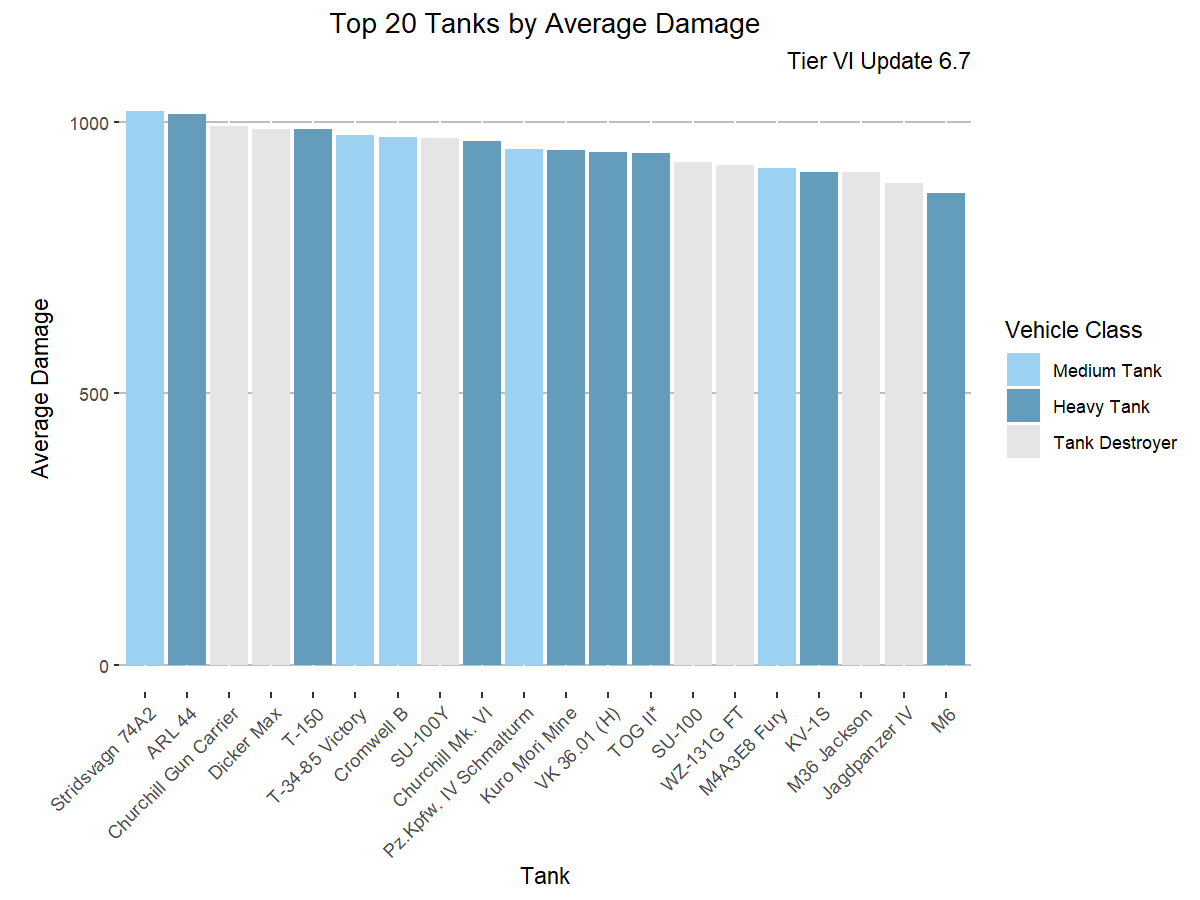 Top 20 Tanks by Average Damage
Tier VI Update 6.7
Average Damage
1000
500
0
Stridsvagn 74A2
ARL 44
Churchill Gun Carrier
Dicker Max
T-150
T-34-85 Victory
Cromwell B
SU-100Y
Churchill Mk. VI
Pz.Kpfw. IV Schmalturm
Kuro Mori Mine
VK 36.01 (H)
TOG II*
SU-100
WZ-131G FT
M4A3E8 Fury
KV-1S
M36 Jackson
Jagdpanzer IV
M6
Tank
Vehicle Class
Medium Tank
Heavy Tank
Tank Destroyer